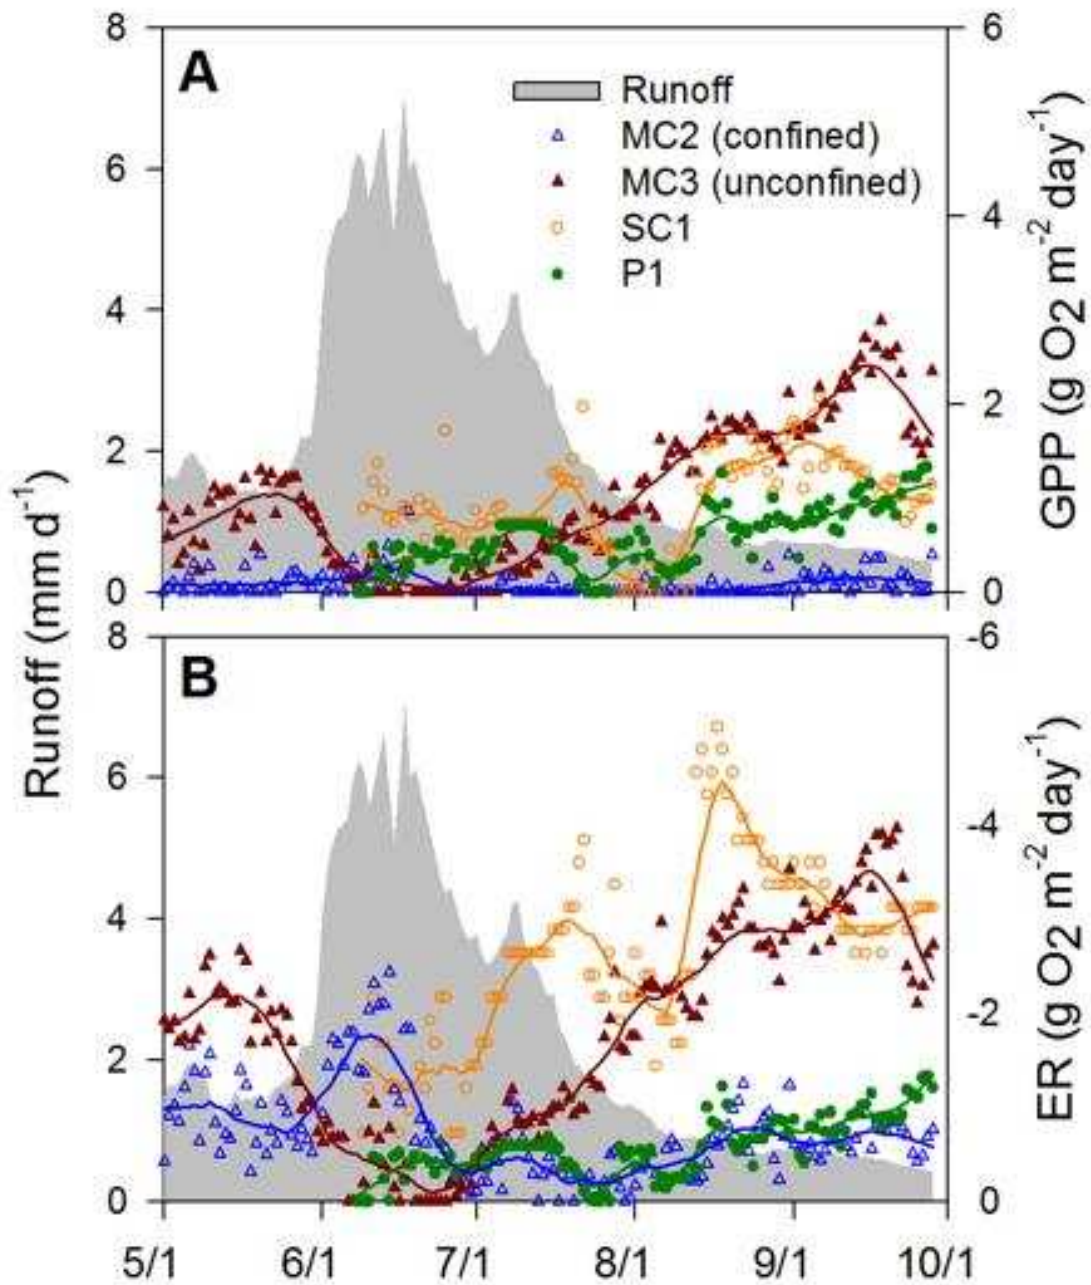 A
8
6
4
2
0
6
4
2
0
Runoff
MC2 (confined)
MC3 (unconfined)
SC1
P1
GPP (g O2 m⁻² day⁻¹)
Runoff (mm d⁻¹)
B
8
6
4
2
0
-6
-4
-2
0
ER (g O2 m⁻² day⁻¹)
5/1 6/1 7/1 8/1 9/1 10/1